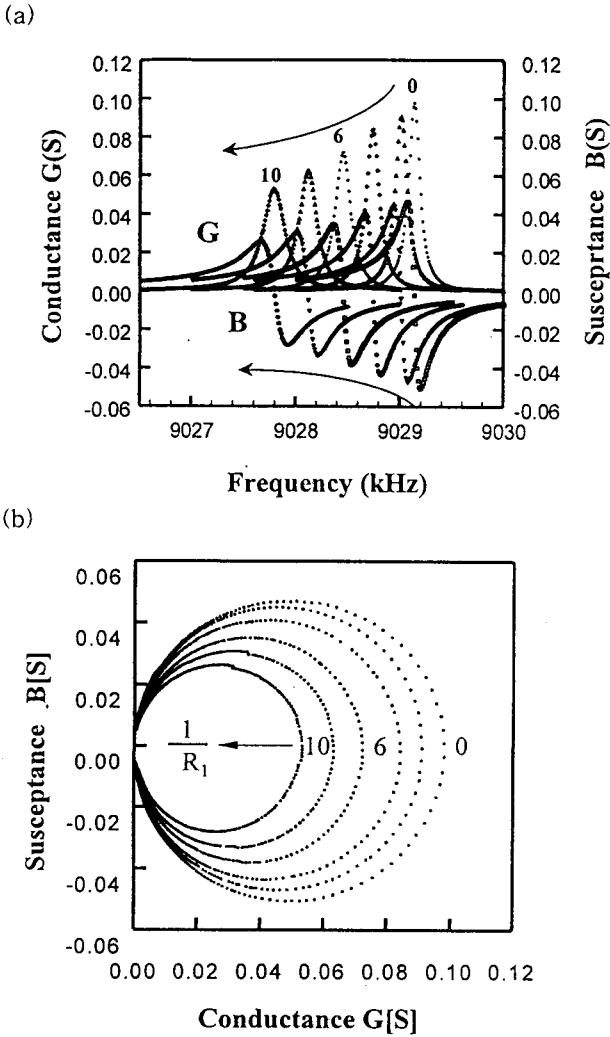 (a)
0.12 0.12
0.10 0 0.10
0.08 6 0.08
0.06 10 0.06
0.04 0.04
0.02 G 0.02
0.00 0.00
-0.02 B -0.02
-0.04 -0.04
-0.06 -0.06
Conductance G(S)
Susceprtance B(S)
9027 9028 9029 9030
Frequency (kHz)
(b)
0.06
0.04
0.02
0.00
-0.02
-0.04
-0.06
Susceptance B[S]
1
R1
10 6 0
0.00 0.02 0.04 0.06 0.08 0.10 0.12
Conductance G[S]